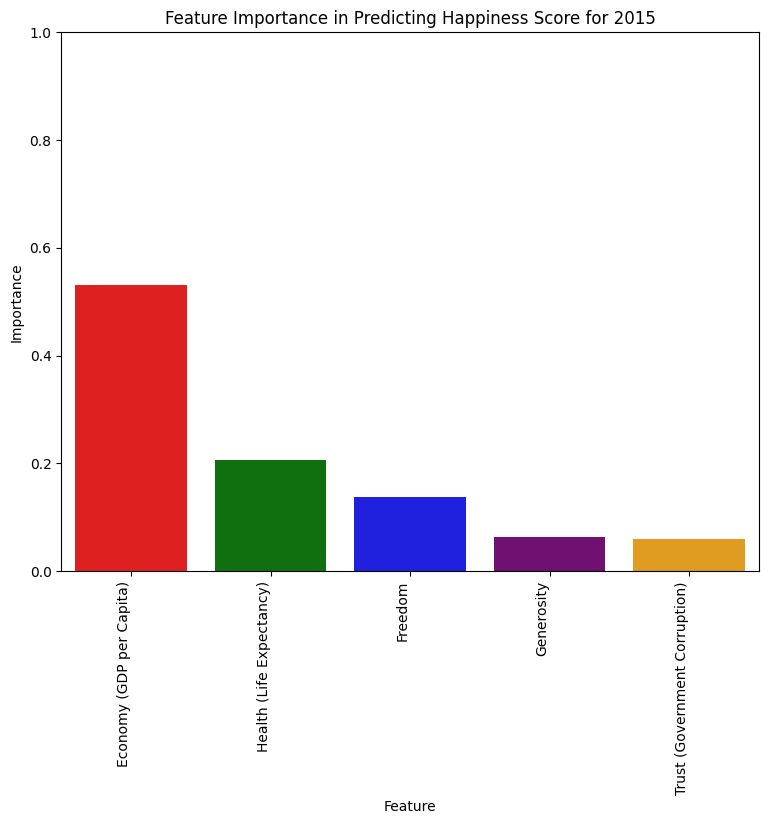 Feature Importance in Predicting Happiness Score for 2015
1.0
0.8
0.6
0.4
0.2
0.0
Importance
Economy (GDP per Capita)
Health (Life Expectancy)
Freedom
Generosity
Trust (Government Corruption)
Feature